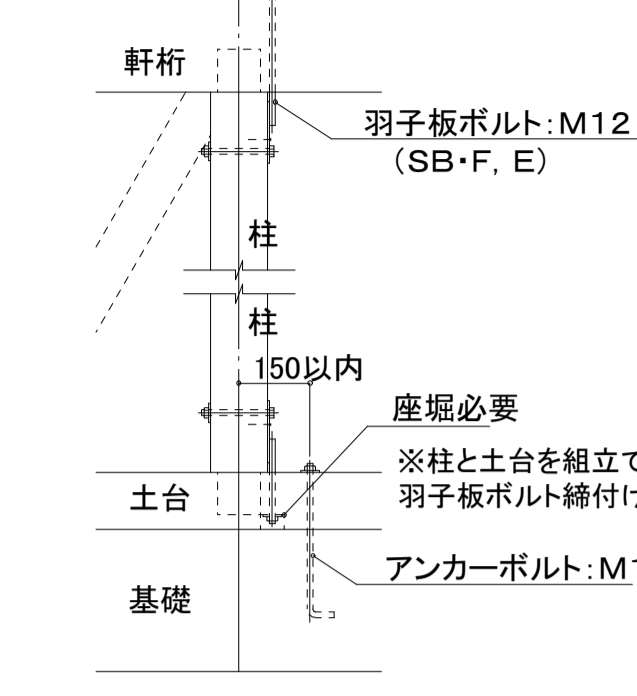 軒桁
羽子板ボルト：M12
（SB・F, E）
柱
柱
150以内
座堀必要
※柱と土台を組立て
羽子板ボルト締付け
土台
アンカーボルト：M1
基礎